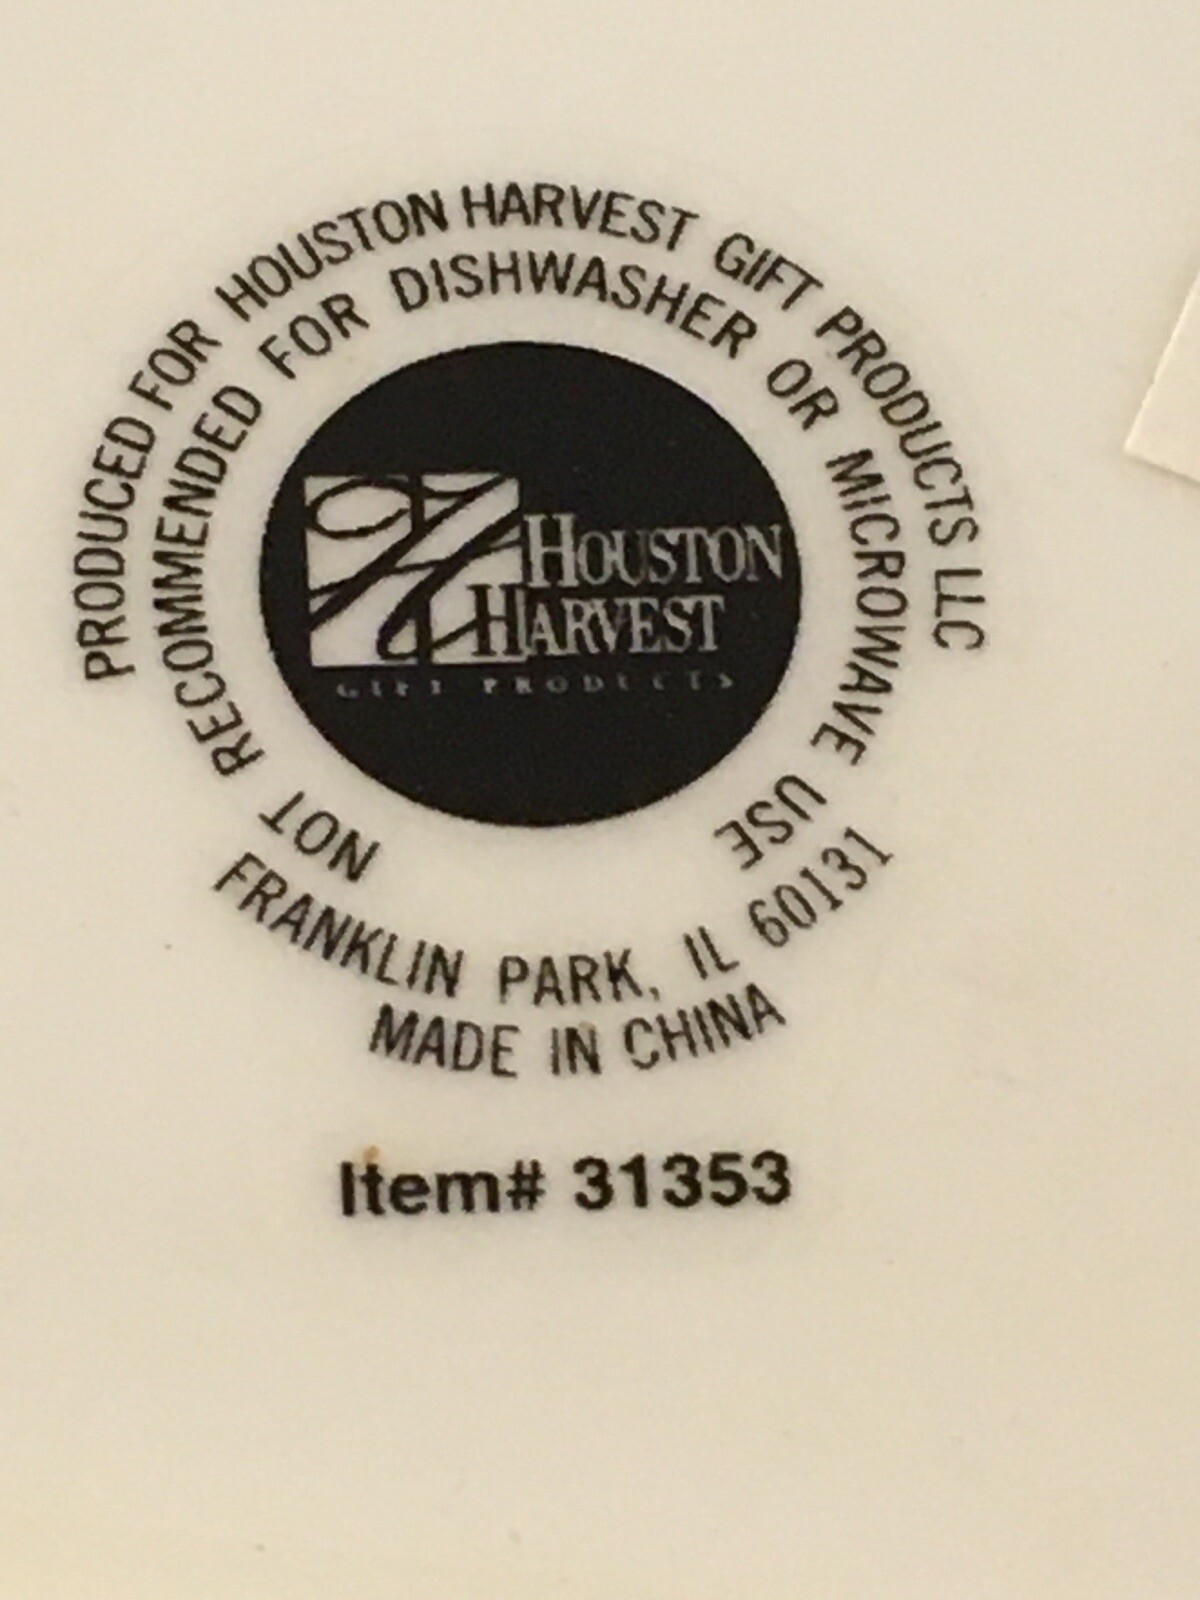 PRODUCED FOR HOUSTON HARVEST GIFT PRODUCTS LLC
NOT RECOMMENDED FOR DISHWASHER OR MICROWAVE USE
HOUSTON
HARVEST
GIFT PRODUCTS
FRANKLIN PARK, IL 60131
MADE IN CHINA
Item# 31353